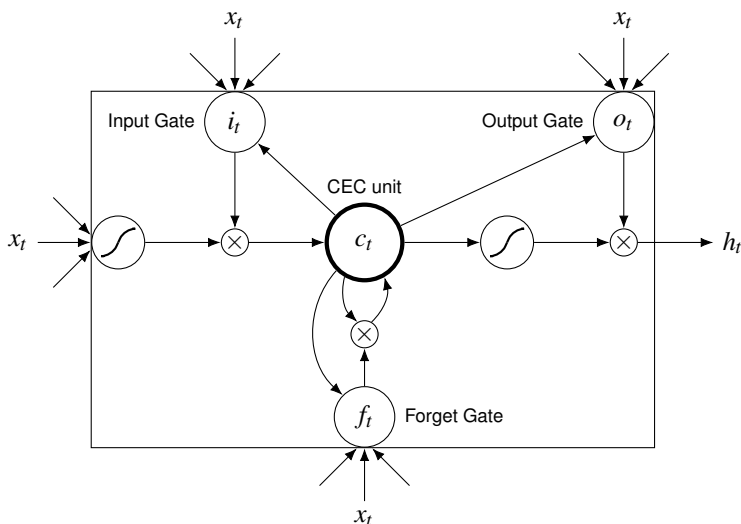 x_t
x_t
Input Gate
i_t
Output Gate
o_t
CEC unit
x_t
×
c_t
×
h_t
×
f_t
Forget Gate
x_t